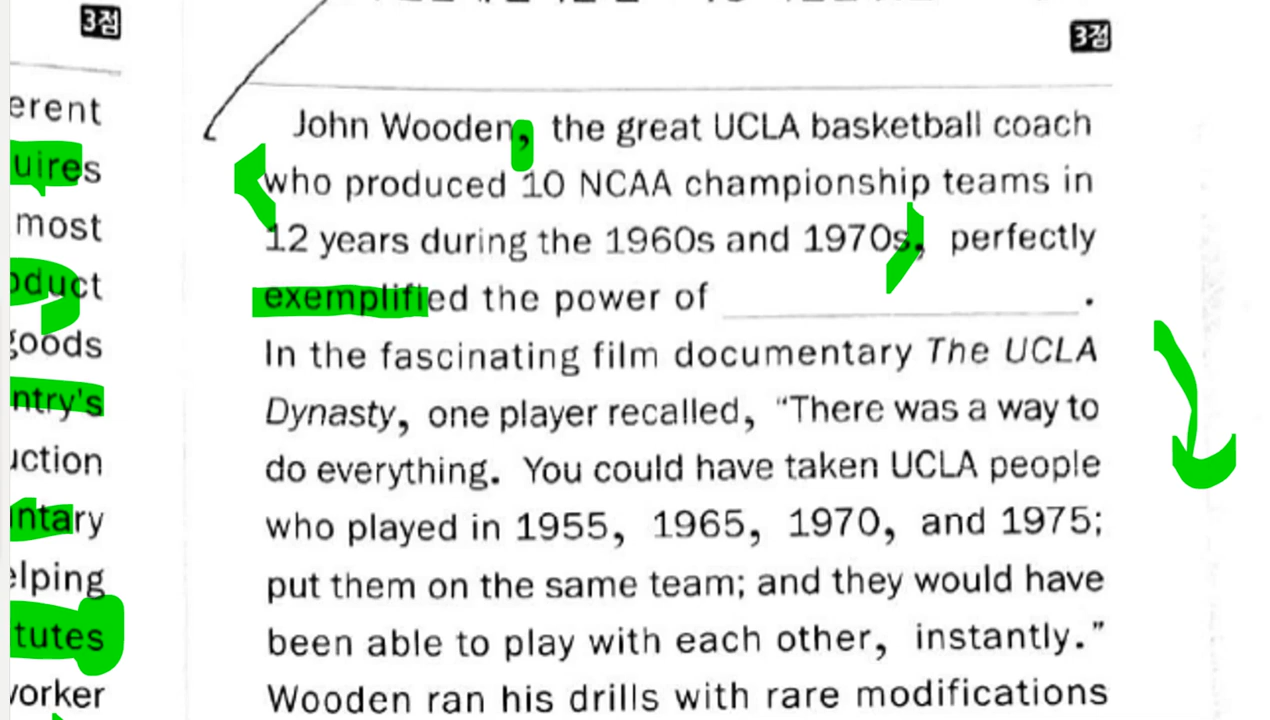 3점
erent
uires
most
oduct
goods
ntry's
uction
ntary
elping
tutes
vorker
3점
John Wooden, the great UCLA basketball coach
who produced 10 NCAA championship teams in
12 years during the 1960s and 1970s, perfectly
exemplified the power of ____________.
In the fascinating film documentary The UCLA
Dynasty, one player recalled, “There was a way to
do everything. You could have taken UCLA people
who played in 1955, 1965, 1970, and 1975;
put them on the same team; and they would have
been able to play with each other, instantly.”
Wooden ran his drills with rare modifications